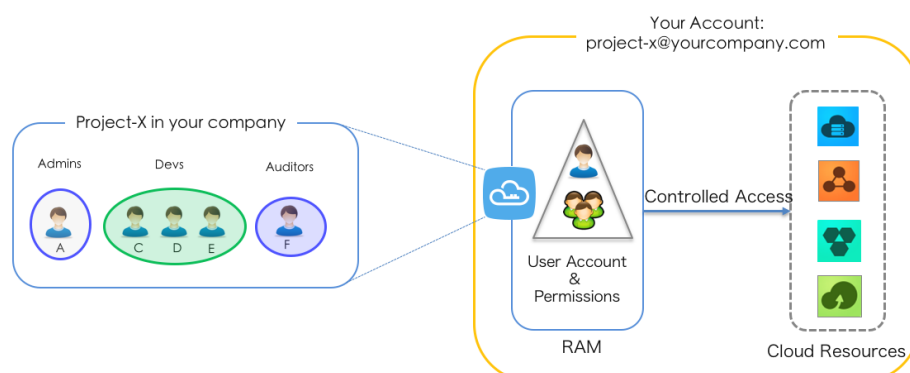 Your Account:
project-x@yourcompany.com
Project-X in your company
Admins
Devs
Auditors
A
C
D
E
F
Controlled Access
User Account
&
Permissions
RAM
Cloud Resources